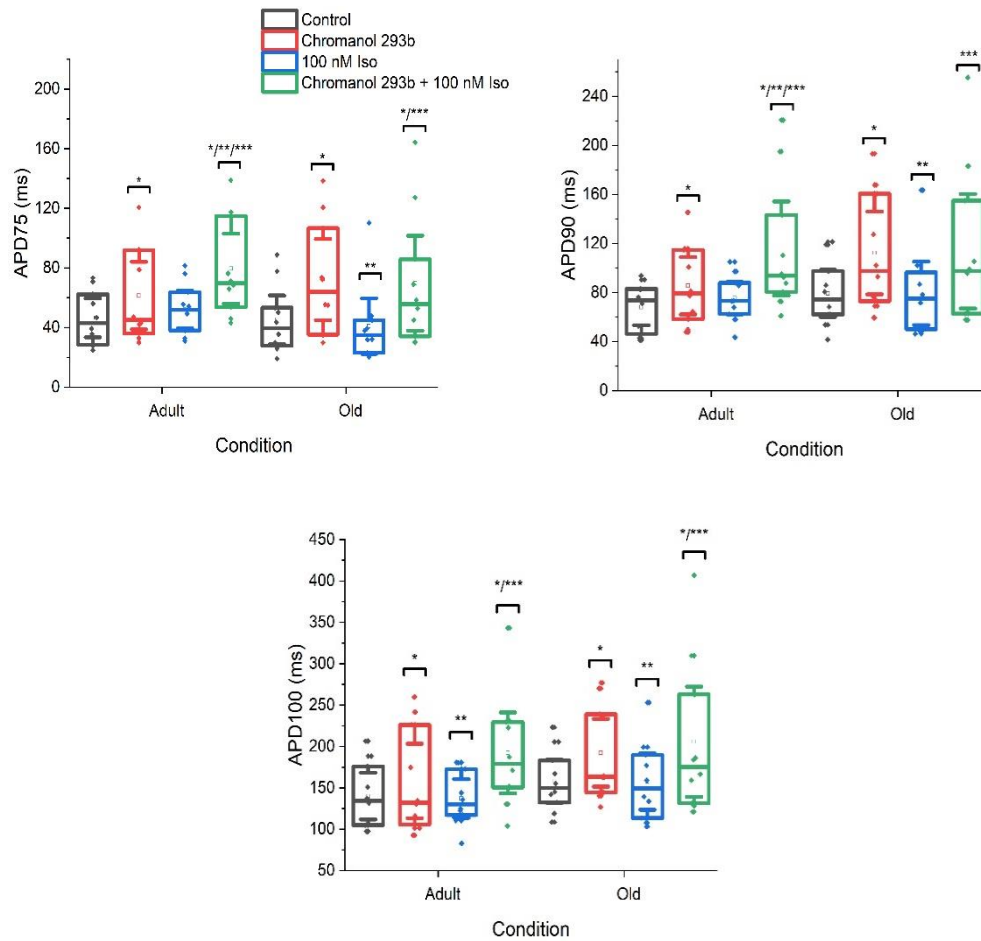 Control
Chromanol 293b
100 nM Iso
Chromanol 293b + 100 nM Iso
APD75 (ms)
220
160
120
80
40
0
*
*/**/***
*
**
*/***
Adult
Old
Condition
APD90 (ms)
240
200
160
120
80
40
0
*
*/**/***
*
**
***
Adult
Old
Condition
APD100 (ms)
450
400
350
300
250
200
150
100
50
*
**
*/***
*
**
*/***
Adult
Old
Condition